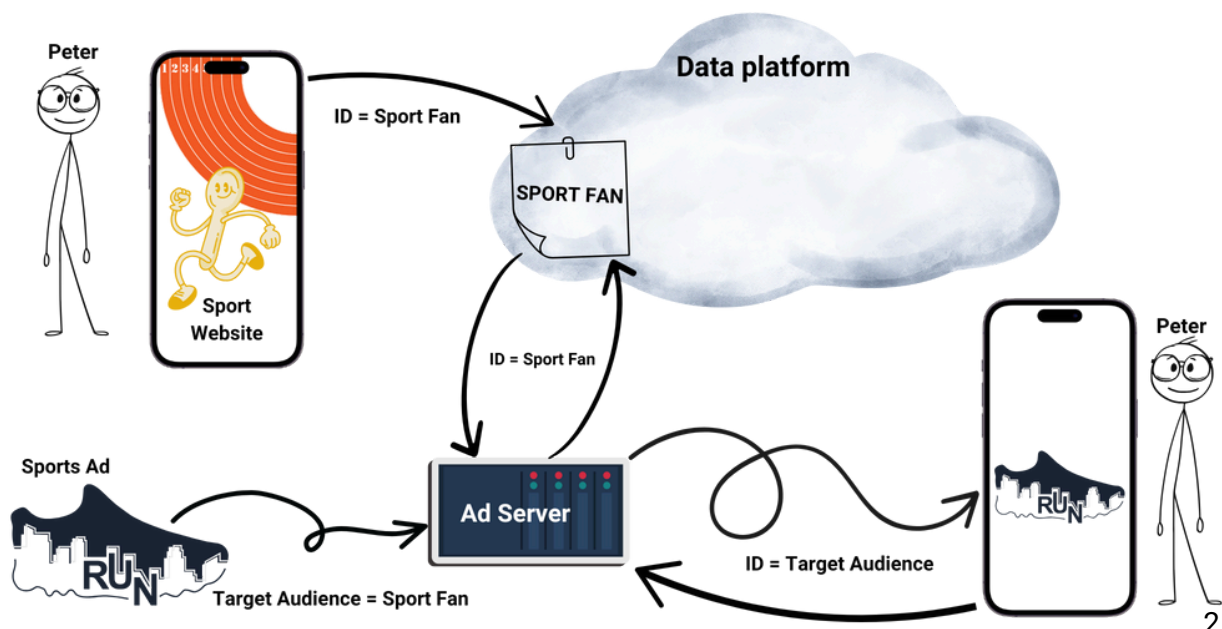 Peter
1 2 3 4
Sport
Website
ID = Sport Fan
Data platform
SPORT FAN
ID = Sport Fan
Sports Ad
RUN
Target Audience = Sport Fan
Ad Server
ID = Target Audience
RUN
Peter
2